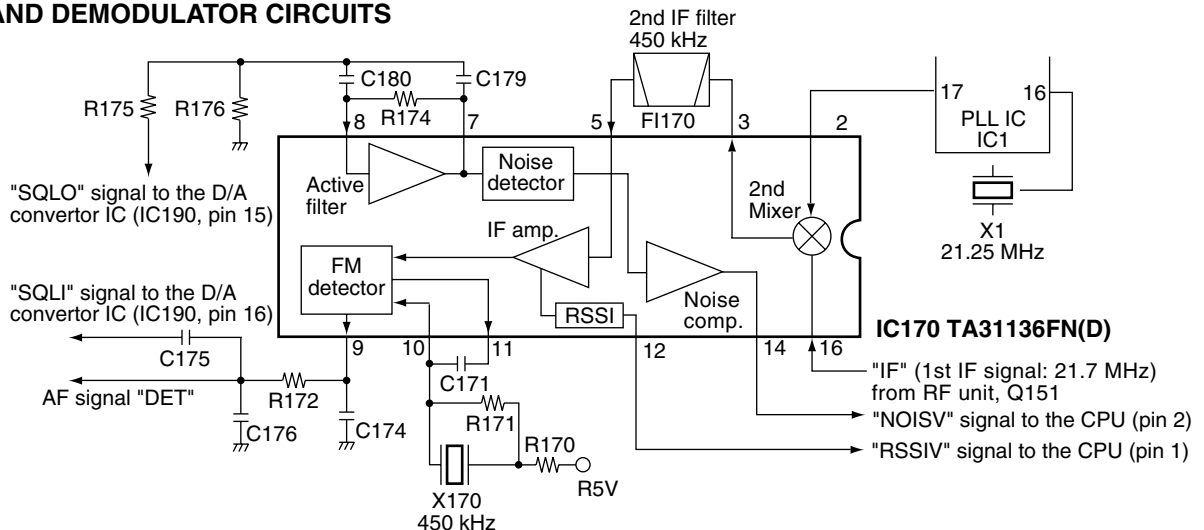 AND DEMODULATOR CIRCUITS
2nd IF filter
450 kHz
C180
C179
R175
R176
R174
8
7
5
FI170
3
2
17
16
PLL IC
IC1
X1
21.25 MHz
"SQLO" signal to the D/A
convertor IC (IC190, pin 15)
Active
filter
Noise
detector
2nd
Mixer
IF amp.
FM
detector
RSSI
Noise
comp.
"SQLI" signal to the D/A
convertor IC (IC190, pin 16)
IC170 TA31136FN(D)
9
10
11
12
14
16
C175
C171
AF signal "DET"
R172
C176
C174
R171
R170
R5V
X170
450 kHz
"IF" (1st IF signal: 21.7 MHz)
from RF unit, Q151
"NOISV" signal to the CPU (pin 2)
"RSSIV" signal to the CPU (pin 1)